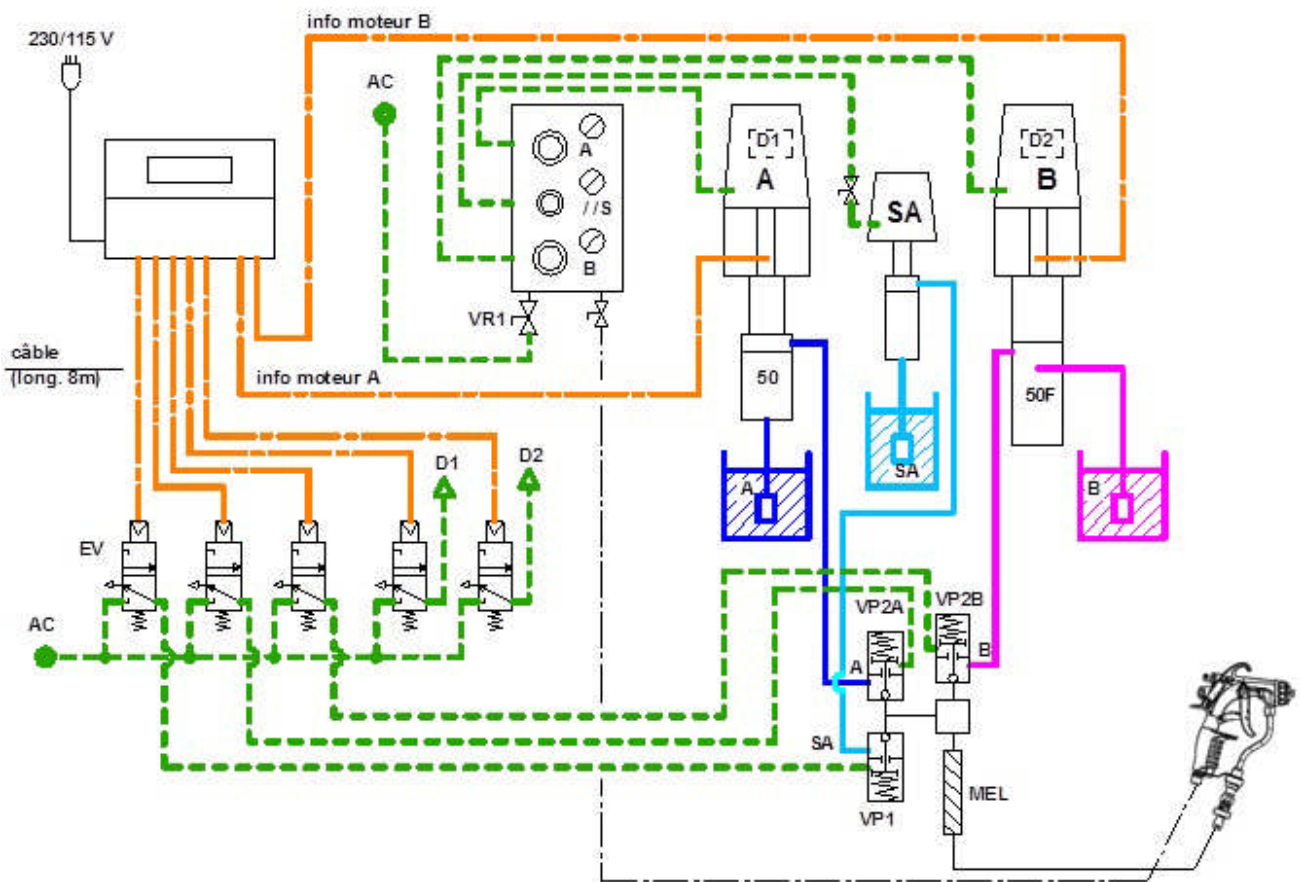 info moteur B
230/115 V
AC
A
//S
B
D1
A
SA
D2
B
VR1
câble
(long. 8m)
info moteur A
50
50F
D1
D2
A
SA
B
EV
AC
VP2A
VP2B
A
B
SA
VP1
MEL